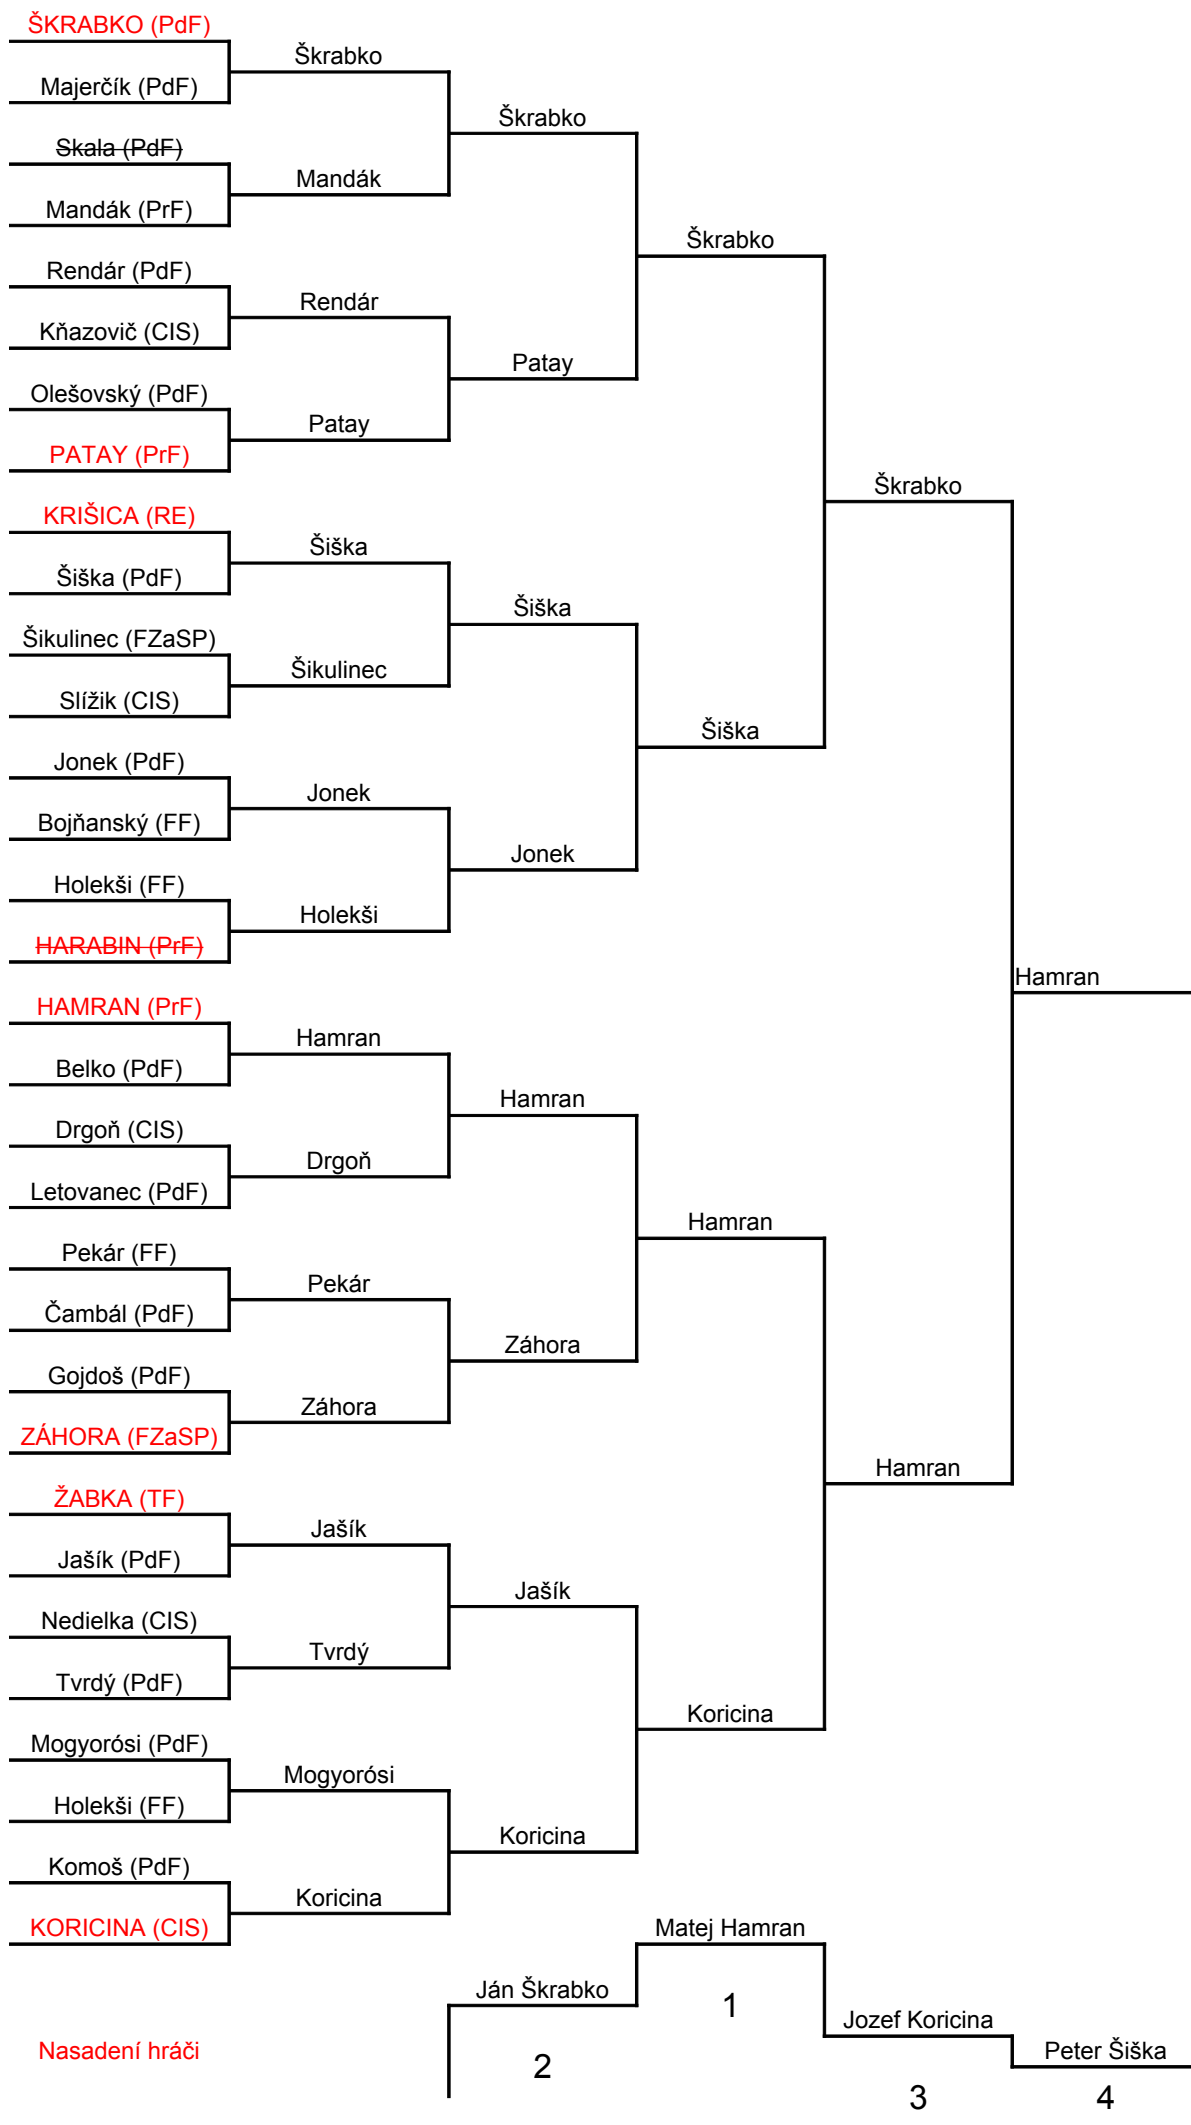 ŠKRABKO (PdF)
Majerčík (PdF)
Skala (PdF)
Mandák (PrF)
Rendár (PdF)
Kňazovič (CIS)
Olešovský (PdF)
PATAY (PrF)
KRIŠICA (RE)
Šiška (PdF)
Šikulinec (FZaSP)
Slížik (CIS)
Jonek (PdF)
Bojňanský (FF)
Holekši (FF)
HARABIN (PrF)
HAMRAN (PrF)
Belko (PdF)
Drgoň (CIS)
Letovanec (PdF)
Pekár (FF)
Čambál (PdF)
Gojdoš (PdF)
ZÁHORA (FZaSP)
ŽABKA (TF)
Jašík (PdF)
Nedielka (CIS)
Tvrdý (PdF)
Mogyorósi (PdF)
Holekši (FF)
Komoš (PdF)
KORICINA (CIS)
Škrabko
Mandák
Rendár
Patay
Šiška
Šikulinec
Jonek
Holekši
Hamran
Drgoň
Pekár
Záhora
Jašík
Tvrdý
Mogyorósi
Koricina
Škrabko
Patay
Šiška
Jonek
Hamran
Záhora
Jašík
Koricina
Škrabko
Šiška
Hamran
Koricina
Škrabko
Hamran
Hamran
Matej Hamran
1
Ján Škrabko
2
Jozef Koricina
3
Peter Šiška
4
Nasadení hráči